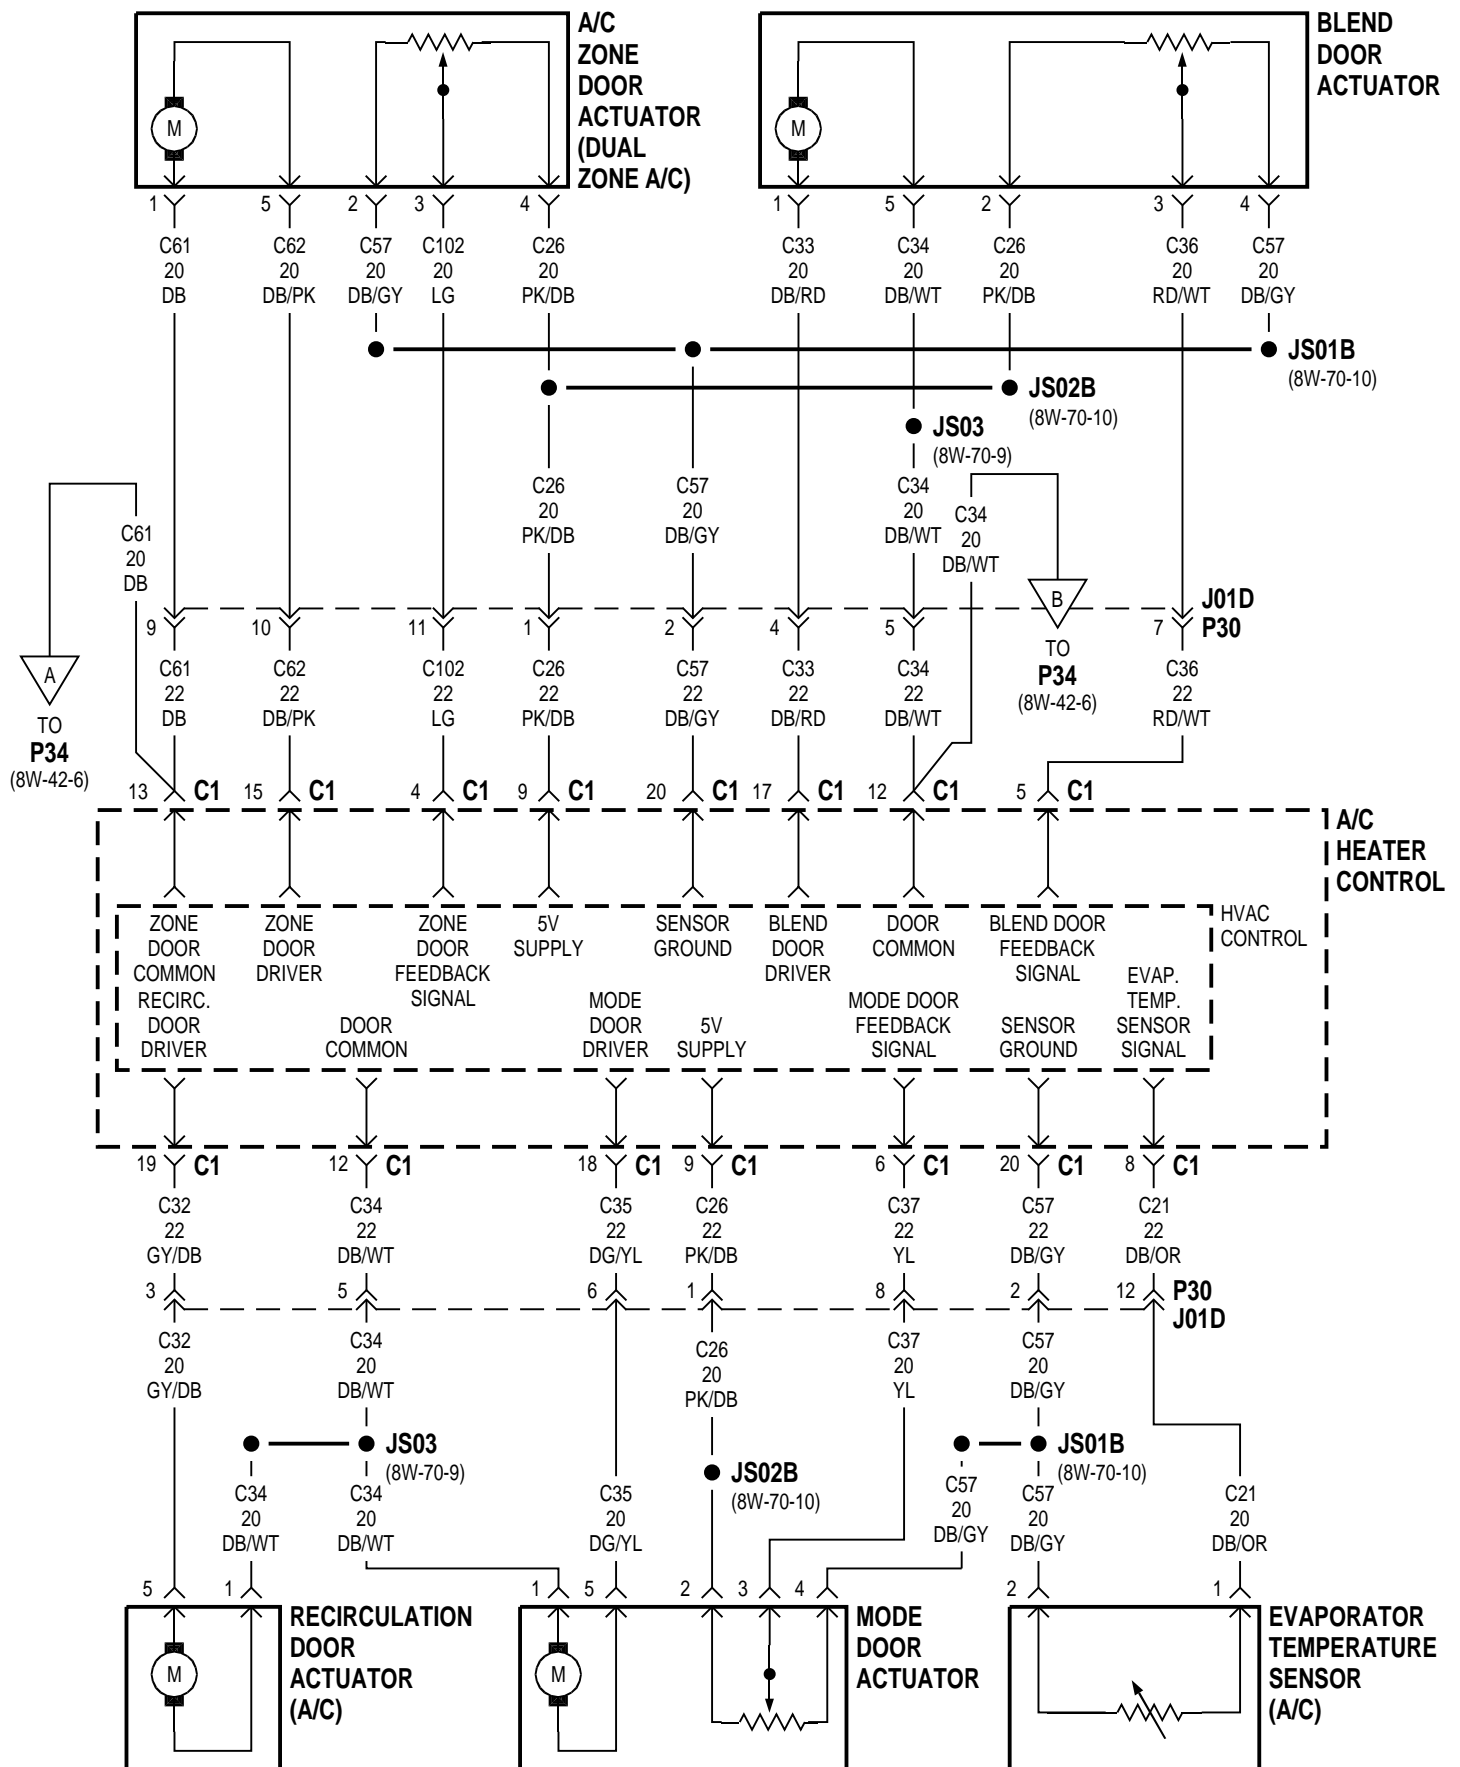 A/C
ZONE
DOOR
ACTUATOR
(DUAL
ZONE A/C)
BLEND
DOOR
ACTUATOR
M
M
1 5 2 3 4 1 5 2 3 4
C61 C62 C57 C102 C26 C33 C34 C26 C36 C57
20 20 20 20 20 20 20 20 20 20
DB DB/PK DB/GY LG PK/DB DB/RD DB/WT PK/DB RD/WT DB/GY
JS01B
(8W-70-10)
JS02B
(8W-70-10)
JS03
(8W-70-9)
C26 C57 C34
20 20 20
PK/DB DB/GY DB/WT
C34
20
DB/WT
C61
20
DB
B
J01D
P30
9 10 11 1 2 4 5 7
TO
P34
(8W-42-6)
C61 C62 C102 C26 C57 C33 C34 C36
22 22 22 22 22 22 22 22
DB DB/PK LG PK/DB DB/GY DB/RD DB/WT RD/WT
A
TO
P34
(8W-42-6)
13 C1 15 C1 4 C1 9 C1 20 C1 17 C1 12 C1 5 C1
A/C
HEATER
CONTROL
HVAC
CONTROL
ZONE
DOOR
COMMON
ZONE
DOOR
DRIVER
ZONE
DOOR
FEEDBACK
SIGNAL
5V
SUPPLY
SENSOR
GROUND
BLEND
DOOR
DRIVER
DOOR
COMMON
BLEND DOOR
FEEDBACK
SIGNAL
RECIRC.
DOOR
DRIVER
DOOR
COMMON
MODE
DOOR
DRIVER
5V
SUPPLY
MODE DOOR
FEEDBACK
SIGNAL
SENSOR
GROUND
EVAP.
TEMP.
SENSOR
SIGNAL
19 C1 12 C1 18 C1 9 C1 6 C1 20 C1 8 C1
C32 C34 C35 C26 C37 C57 C21
22 22 22 22 22 22 22
GY/DB DB/WT DG/YL PK/DB YL DB/GY DB/OR
3 5 6 1 8 2 12
P30
J01D
C32 C34 C26 C37 C57
20 20 20 20 20
GY/DB DB/WT PK/DB YL DB/GY
JS03
(8W-70-9)
JS02B
(8W-70-10)
JS01B
(8W-70-10)
C34 C34 C35 C57 C57 C21
20 20 20 20 20 20
DB/WT DB/WT DG/YL DB/GY DB/GY DB/OR
5 1 1 5 2 3 4 2 1
RECIRCULATION
DOOR
ACTUATOR
(A/C)
M
MODE
DOOR
ACTUATOR
M
EVAPORATOR
TEMPERATURE
SENSOR
(A/C)